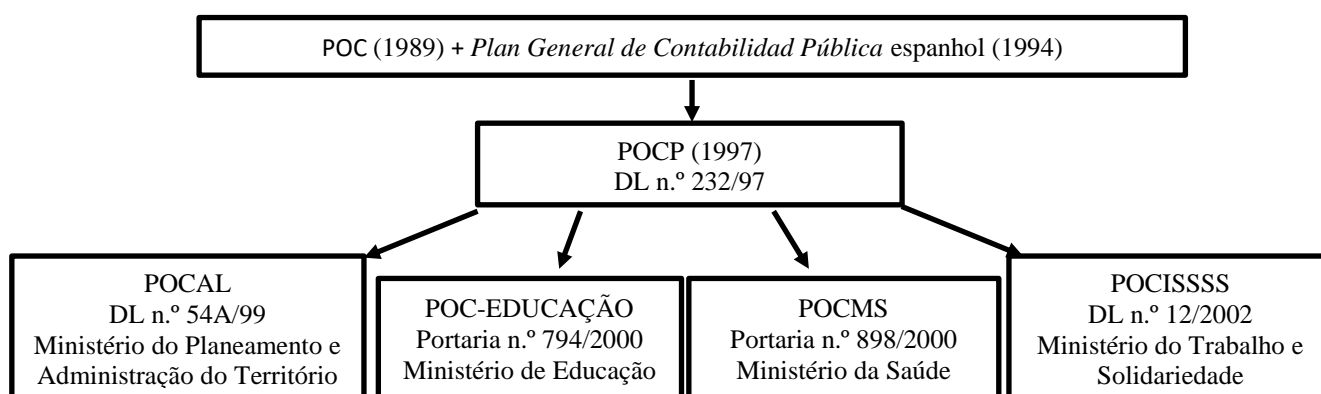 POC (1989) + Plan General de Contabilidad Pública espanhol (1994)
POCP (1997)
DL n.º 232/97
POCAL
DL n.º 54A/99
Ministério do Planeamento e
Administração do Território
POC-EDUCAÇÃO
Portaria n.º 794/2000
Ministério de Educação
POCMS
Portaria n.º 898/2000
Ministério da Saúde
POCISSSS
DL n.º 12/2002
Ministério do Trabalho e
Solidariedade